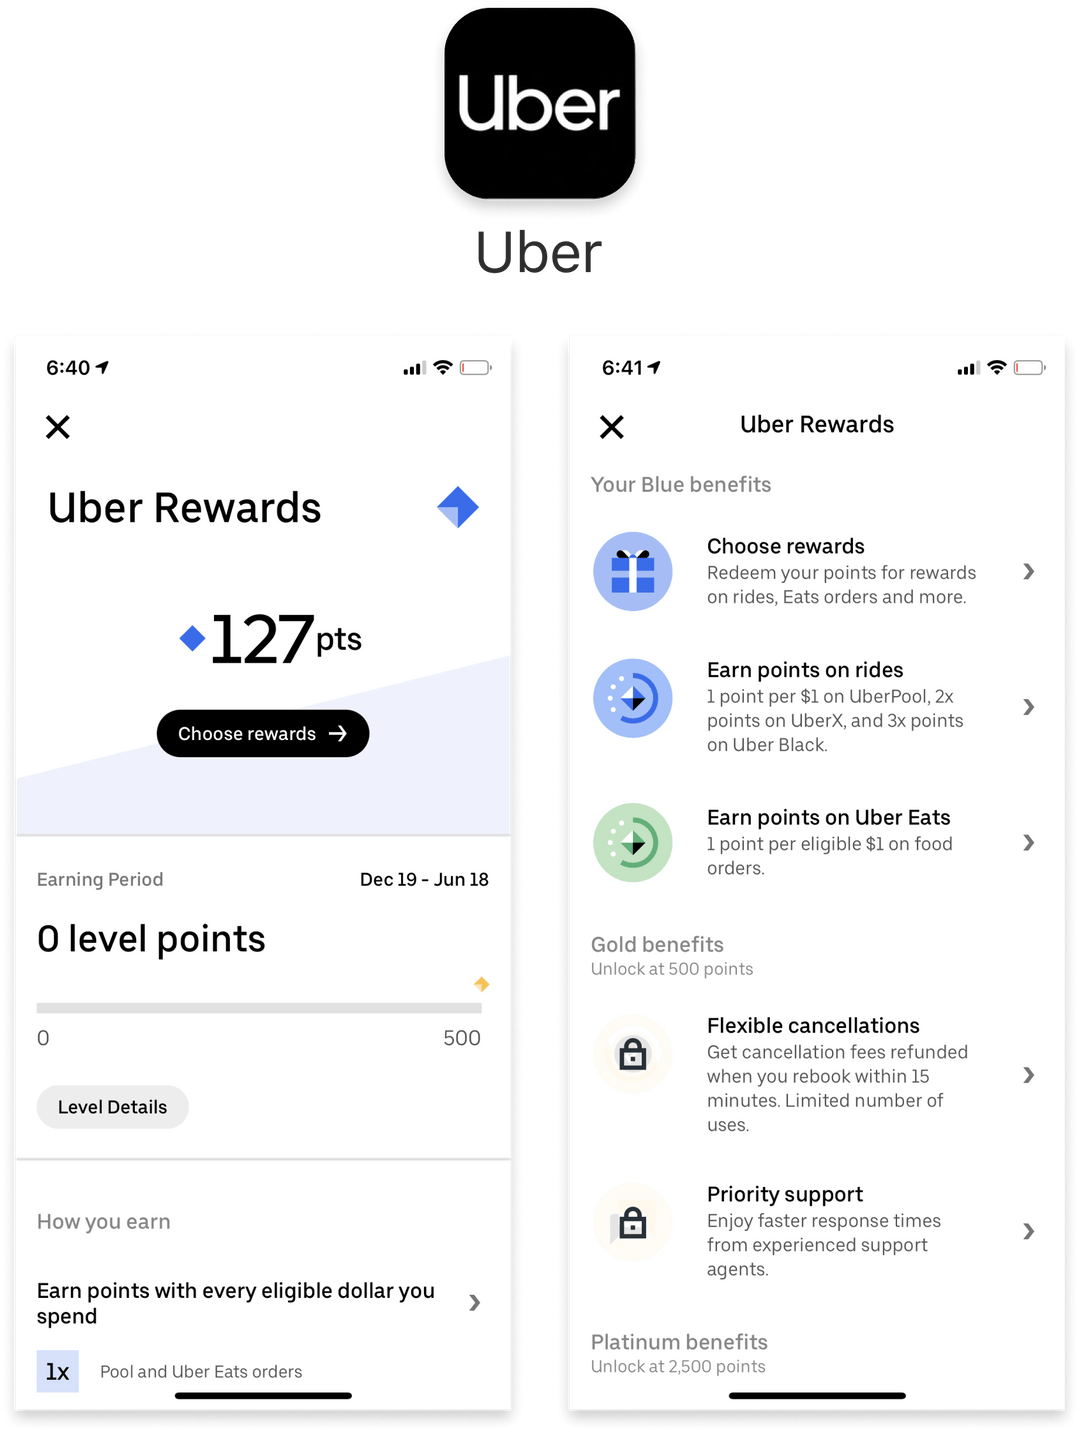 Uber
Uber
6:40
Uber Rewards
127 pts
Choose rewards
Earning Period
Dec 19 - Jun 18
0 level points
0
500
Level Details
How you earn
Earn points with every eligible dollar you
spend
1x
Pool and Uber Eats orders
6:41
Uber Rewards
Your Blue benefits
Choose rewards
Redeem your points for rewards
on rides, Eats orders and more.
Earn points on rides
1 point per $1 on UberPool, 2x
points on UberX, and 3x points
on Uber Black.
Earn points on Uber Eats
1 point per eligible $1 on food
orders.
Gold benefits
Unlock at 500 points
Flexible cancellations
Get cancellation fees refunded
when you rebook within 15
minutes. Limited number of
uses.
Priority support
Enjoy faster response times
from experienced support
agents.
Platinum benefits
Unlock at 2,500 points